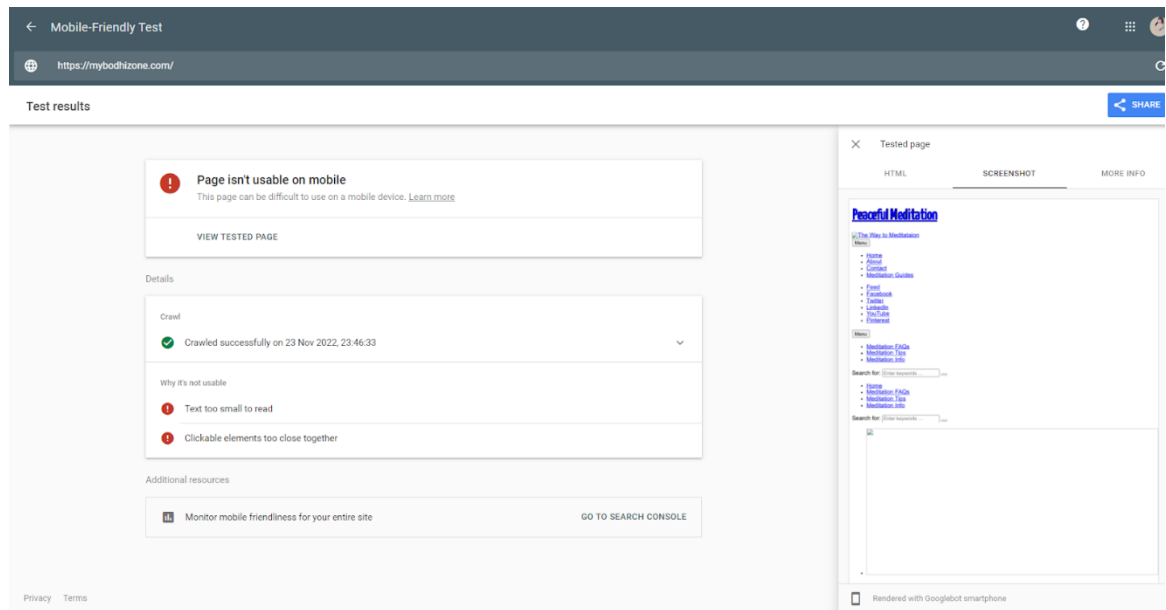 Mobile-Friendly Test
https://mybodhizone.com/
Test results
SHARE
Page isn't usable on mobile
This page can be difficult to use on a mobile device. Learn more
VIEW TESTED PAGE
Details
Crawl
Crawled successfully on 23 Nov 2022, 23:46:33
Why it's not usable
Text too small to read
Clickable elements too close together
Additional resources
Monitor mobile friendliness for your entire site
GO TO SEARCH CONSOLE
Privacy Terms
Tested page
HTML SCREENSHOT MORE INFO
Peaceful Meditation
The Way to Meditataion
Menu
Home
About
Contact
Meditation Guides
Feed
Facebook
Twitter
LinkedIn
YouTube
Pinterest
Menu
Meditation FAQs
Meditation Tips
Meditation Info
Search for: Enter keywords ...
Home
Meditation FAQs
Meditation Tips
Meditation Info
Search for: Enter keywords ...
Rendered with Googlebot smartphone